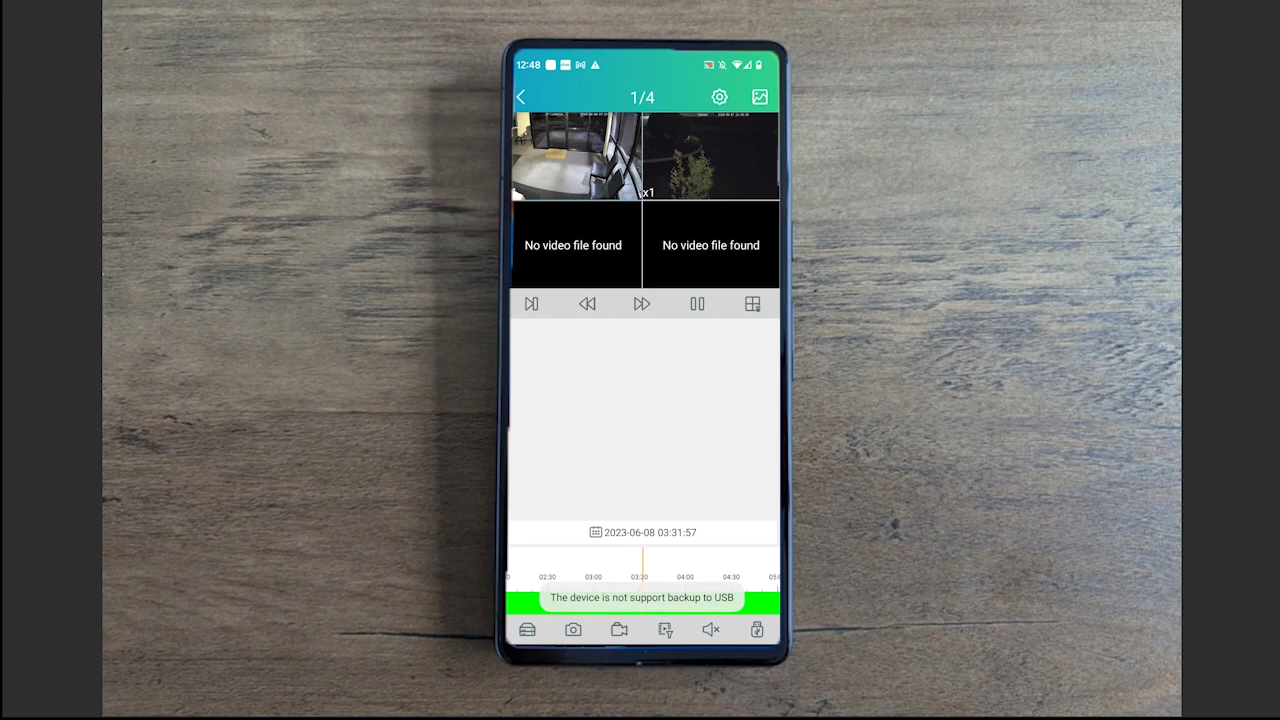 12:48
1/4
x1
No video file found
No video file found
2023-06-08 03:31:57
02:30 03:00 03:30 04:00 04:30 05:0
The device is not support backup to USB